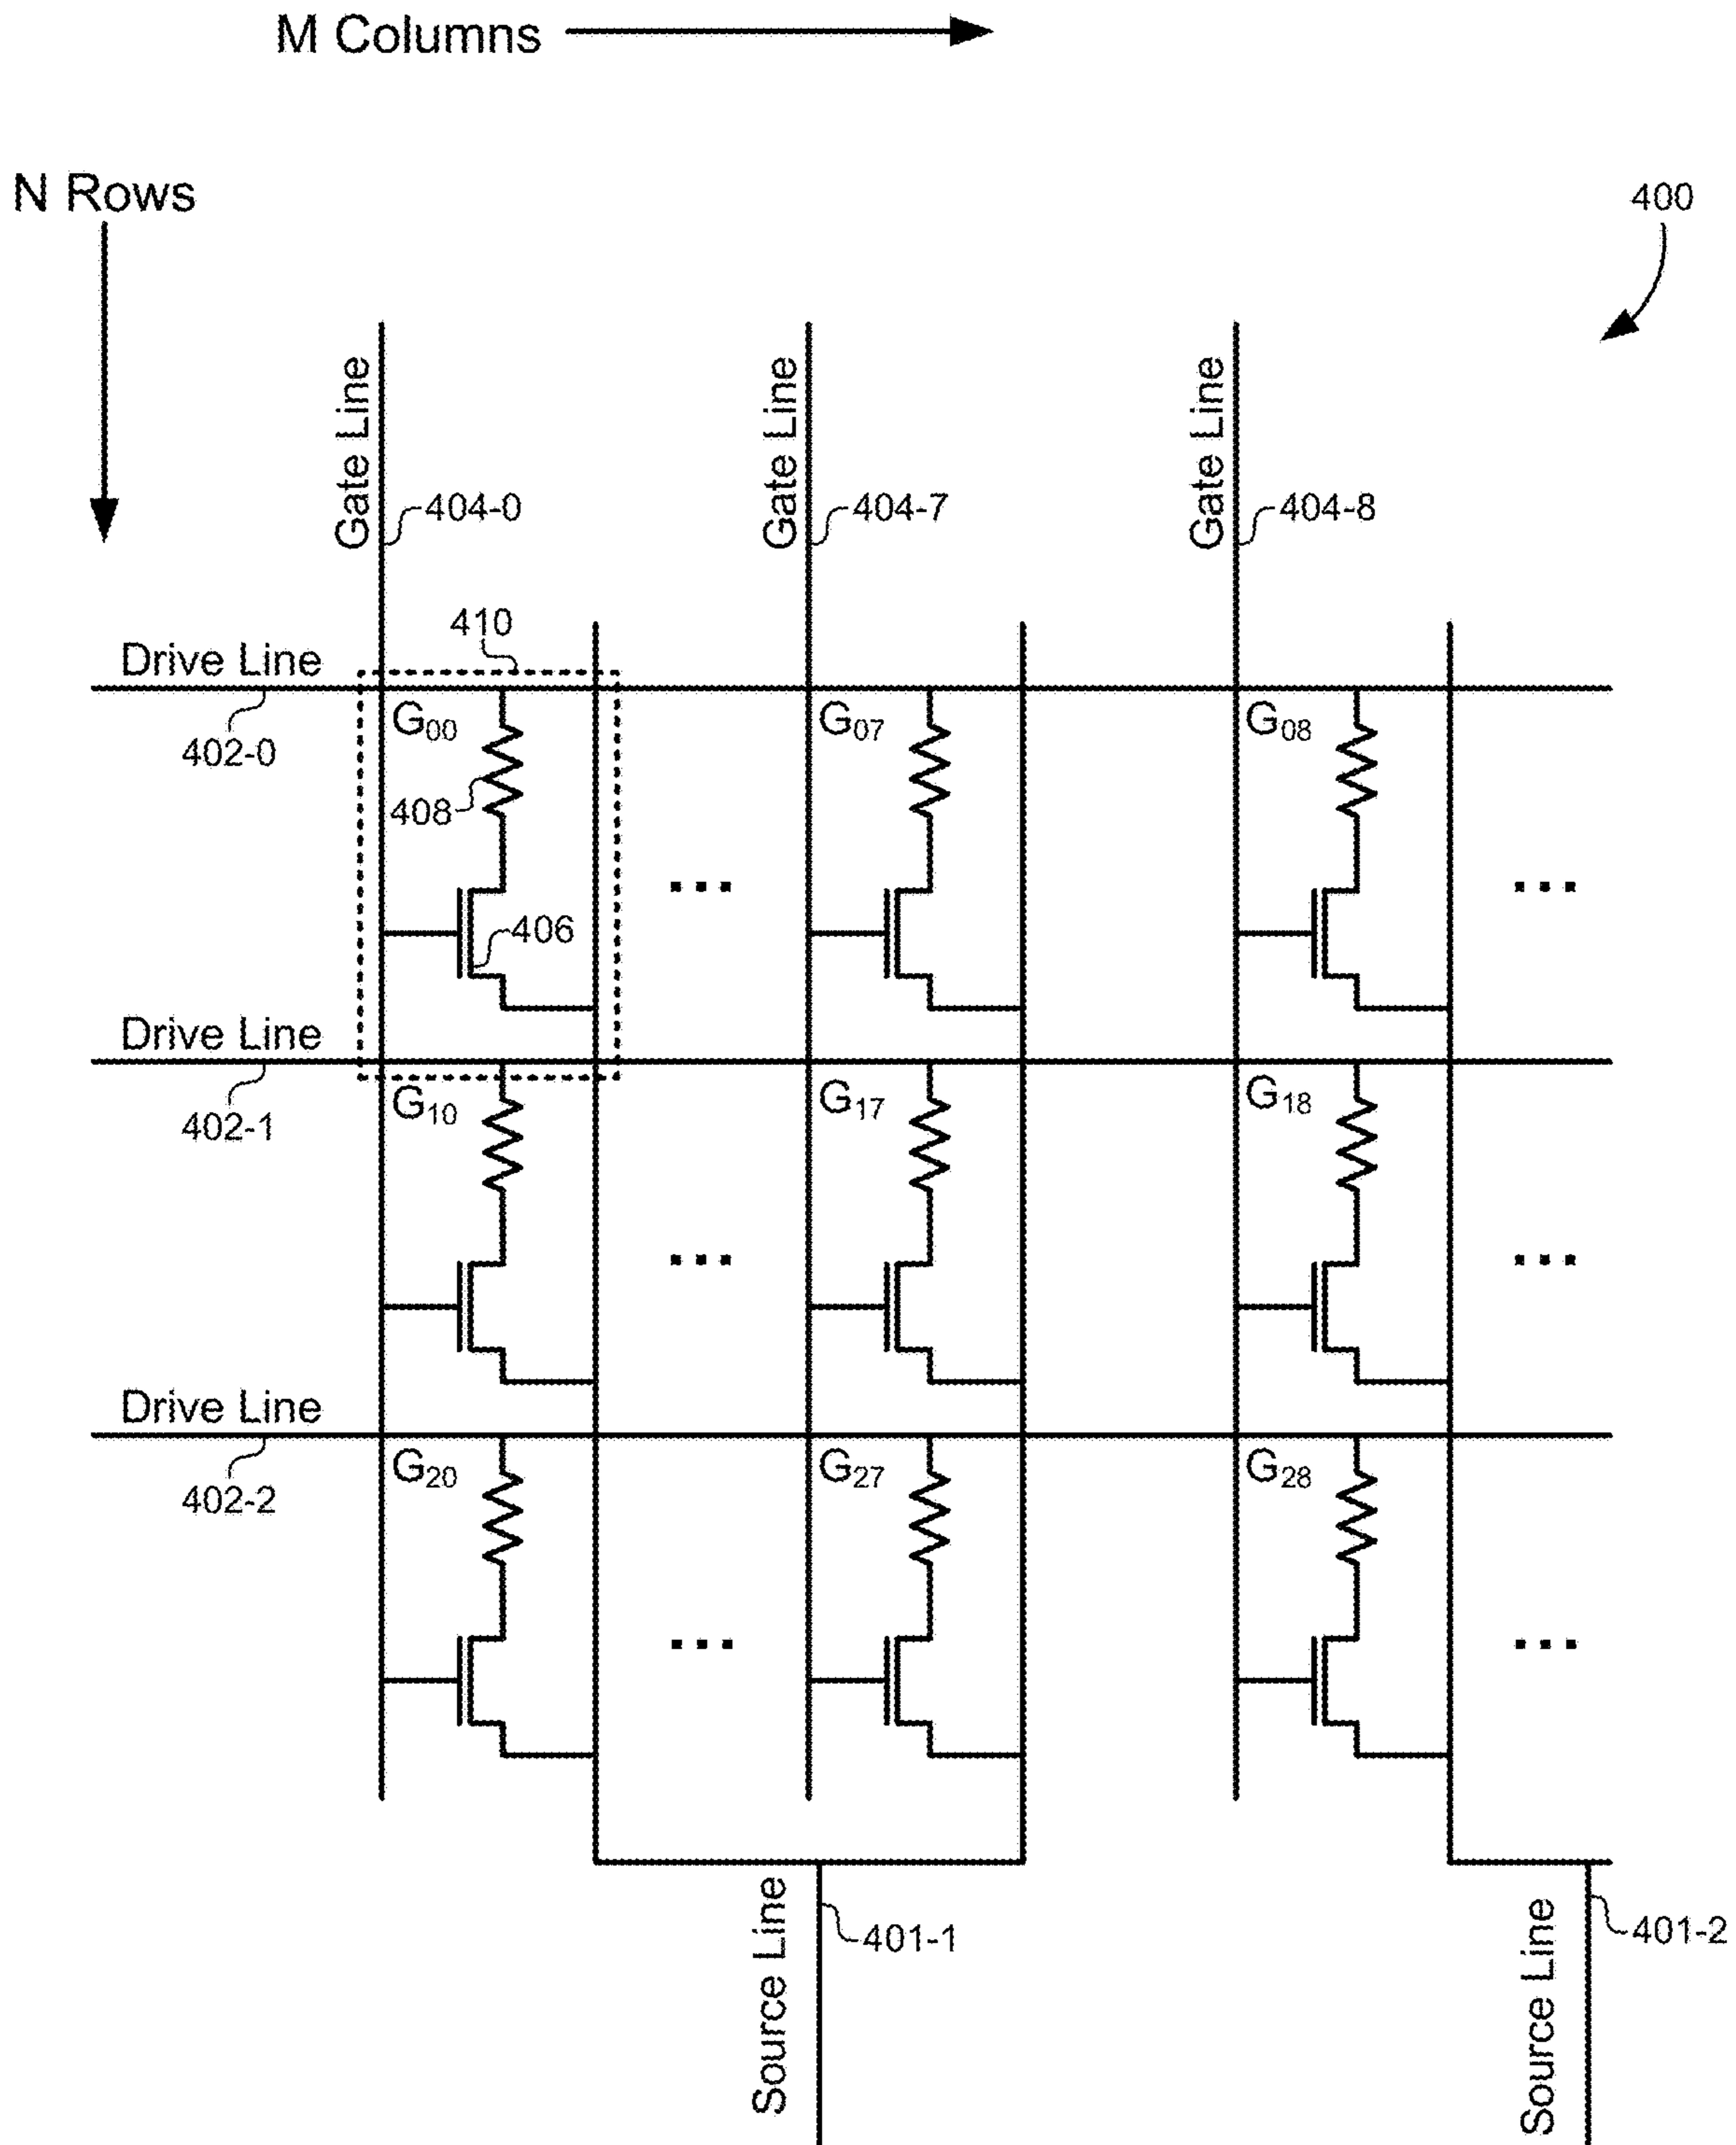 M Columns
N Rows
400
Gate Line
Gate Line
Gate Line
404-0
404-7
404-8
410
Drive Line
402-0
G00
G07
G08
408
406
Drive Line
402-1
G10
G17
G18
Drive Line
402-2
G20
G27
G28
Source Line
401-1
Source Line
401-2